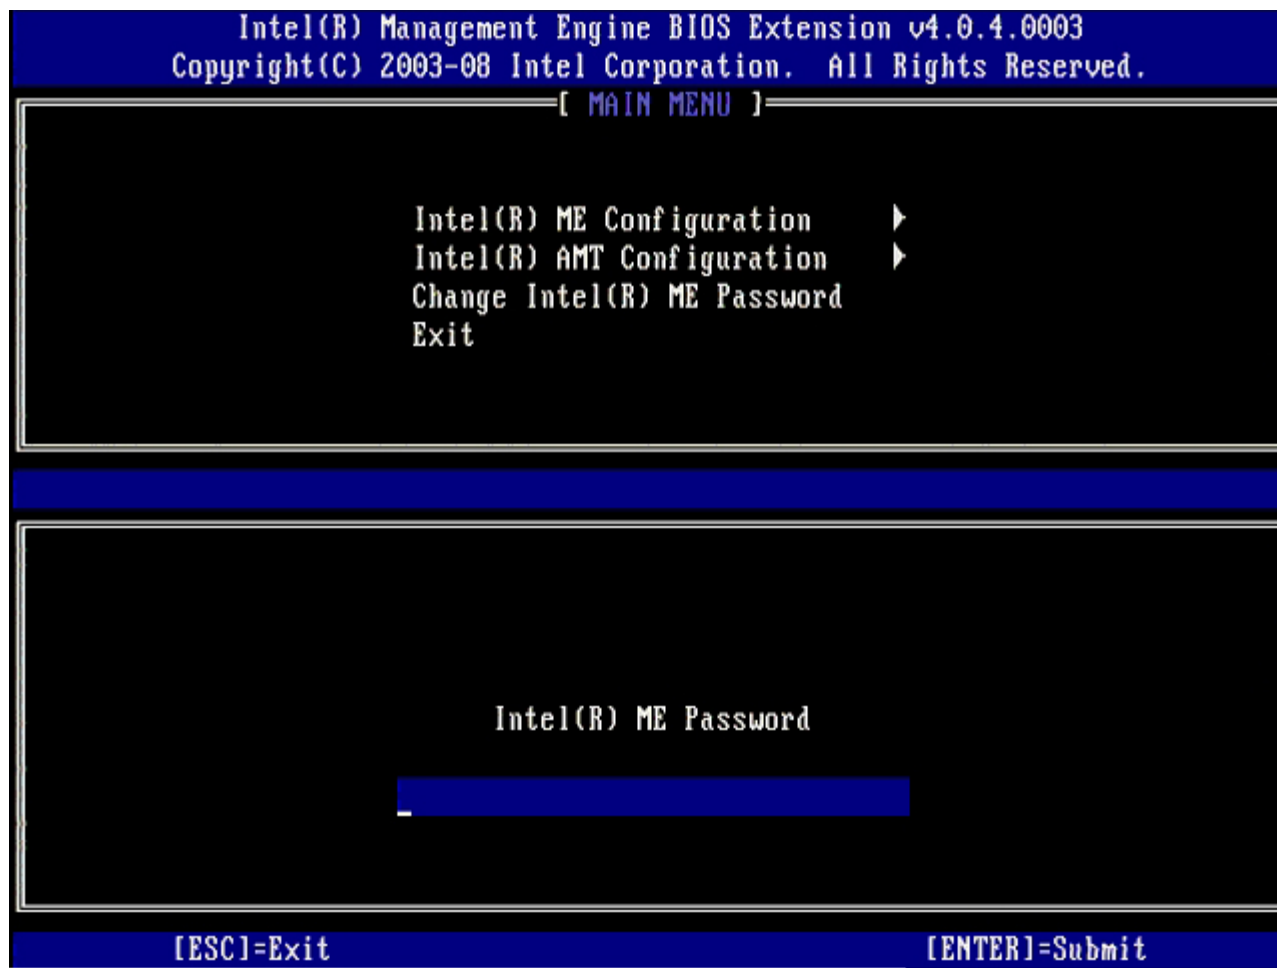 Intel(R) Management Engine BIOS Extension v4.0.4.0003
Copyright(C) 2003-08 Intel Corporation. All Rights Reserved.
[ MAIN MENU ]
Intel(R) ME Configuration
Intel(R) AMT Configuration
Change Intel(R) ME Password
Exit
Intel(R) ME Password
[ESC]=Exit [ENTER]=Submit